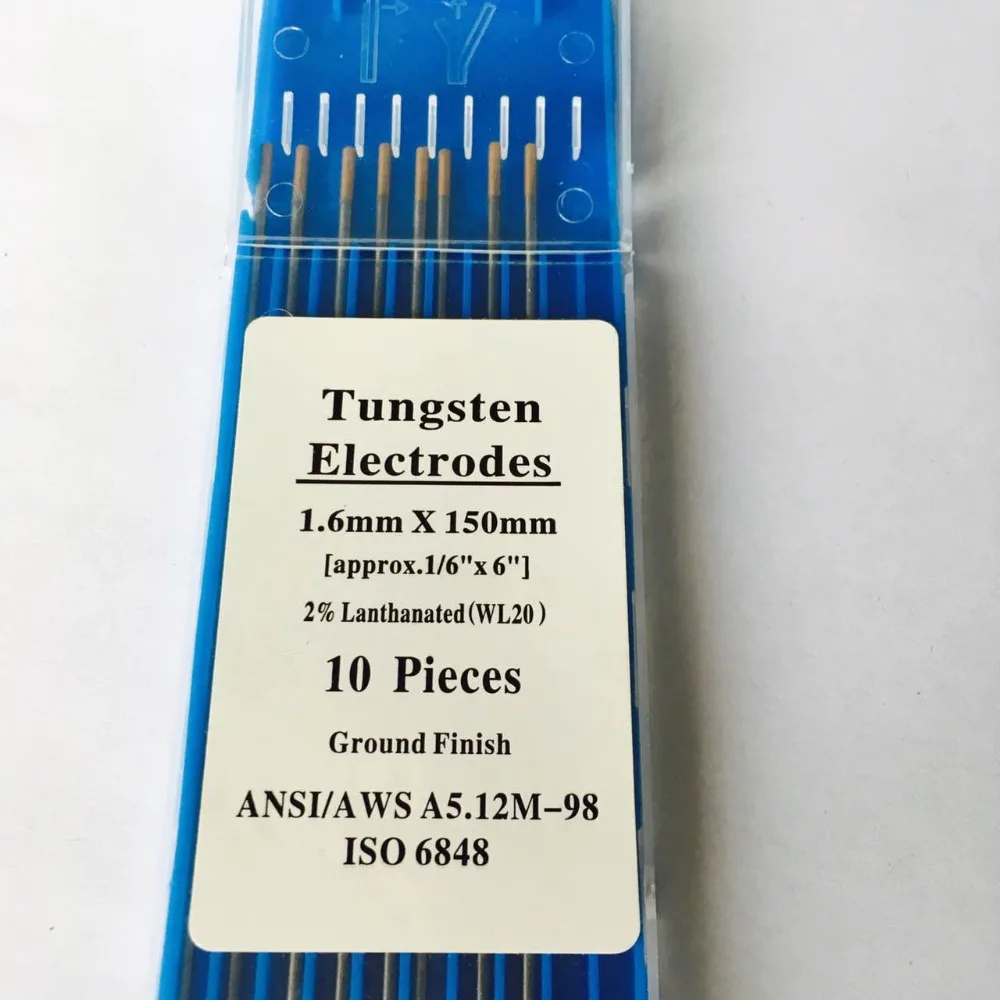 Tungsten
Electrodes
1.6mm X 150mm
[approx.1/6"x 6"]
2% Lanthanated(WL20)
10 Pieces
Ground Finish
ANSI/AWS A5.12M-98
ISO 6848